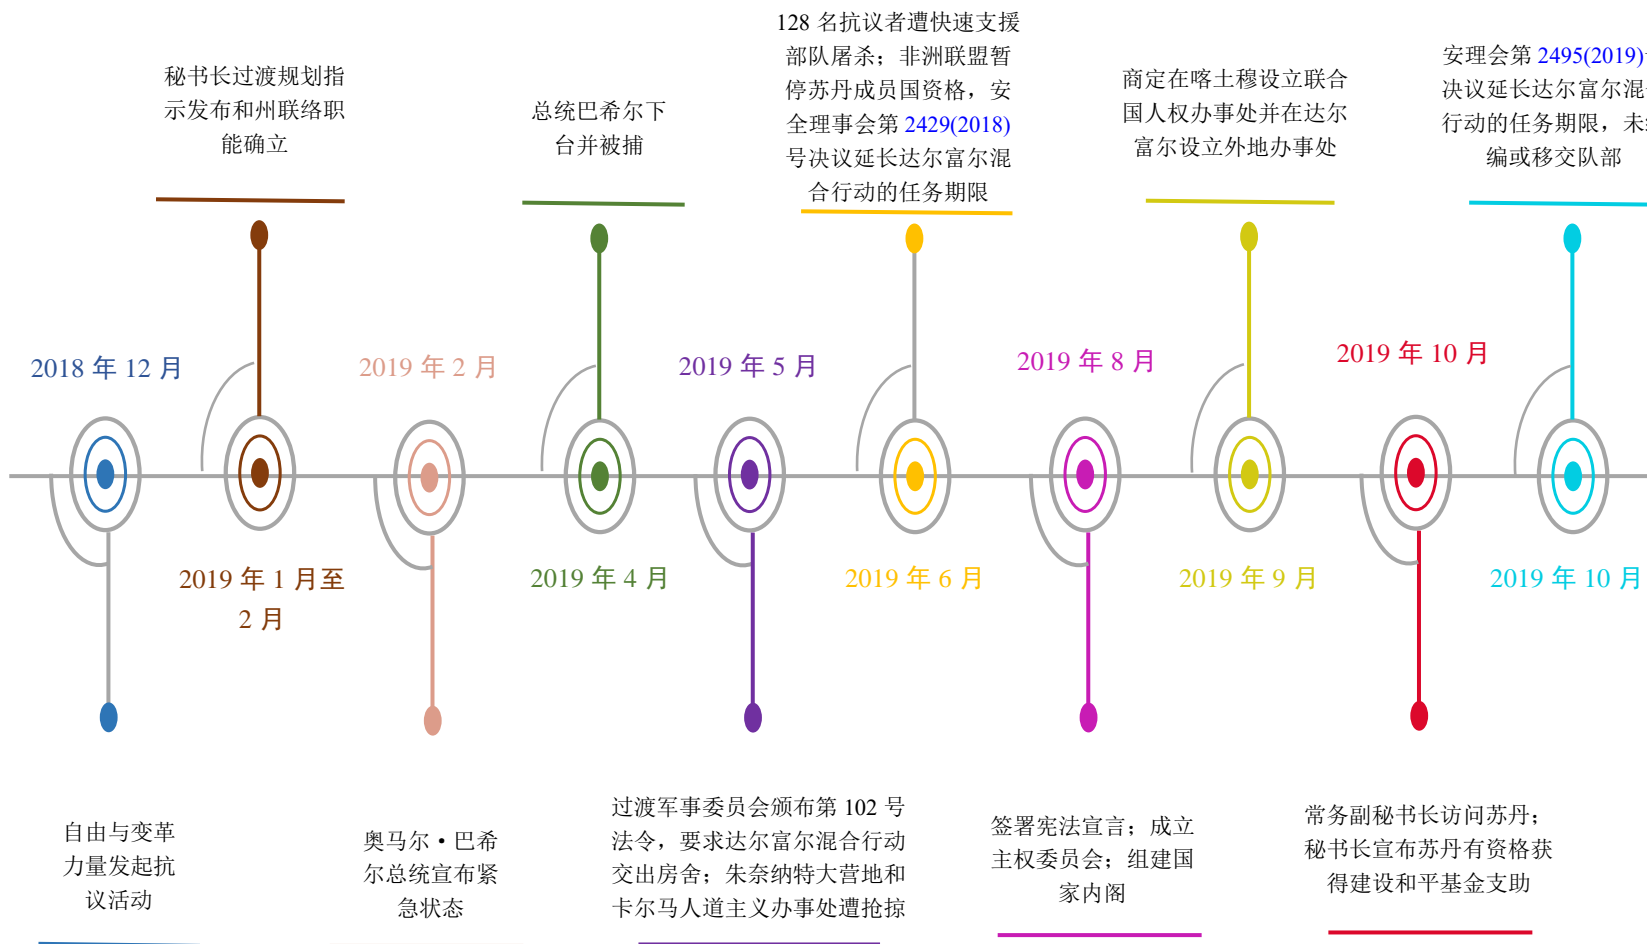 秘书长过渡规划指
示发布和州联络职
能确立
总统巴希尔下
台并被捕
128 名抗议者遭快速支援
部队屠杀；非洲联盟暂
停苏丹成员国资格，安
全理事会第 2429(2018)
号决议延长达尔富尔混
合行动的任务期限
商定在喀土穆设立联合
国人权办事处并在达尔
富尔设立外地办事处
安理会第 2495(2019)
决议延长达尔富尔混
行动的任务期限，未
编或移交队部
2018 年 12 月
2019 年 1 月至
2 月
2019 年 2 月
2019 年 4 月
2019 年 5 月
2019 年 6 月
2019 年 8 月
2019 年 9 月
2019 年 10 月
2019 年 10 月
自由与变革
力量发起抗
议活动
奥马尔·巴希
尔总统宣布紧
急状态
过渡军事委员会颁布第 102 号
法令，要求达尔富尔混合行动
交出房舍；朱奈纳特大营地和
卡尔马人道主义办事处遭抢掠
签署宪法宣言；成立
主权委员会；组建国
家内阁
常务副秘书长访问苏丹；
秘书长宣布苏丹有资格获
得建设和平基金支助